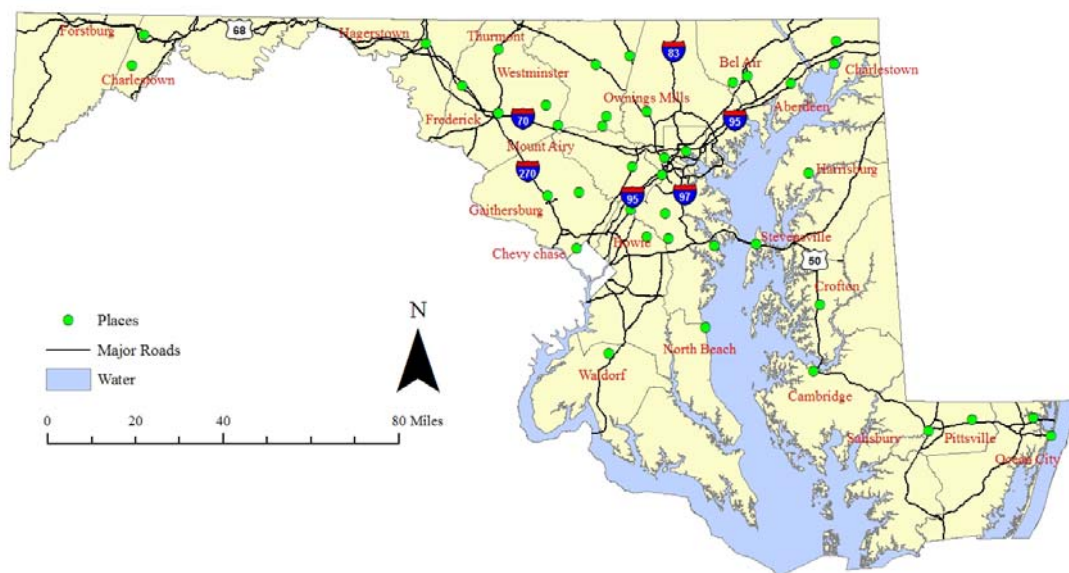 Forstburg
68
Hagerstown
Thurmont
83
Bel Air
Charlestown
Westminster
Charlestown
Ownings Mills
Aberdeen
Frederick
70
95
Mount Airy
270
Harrisburg
Gaithersburg
95
97
Bowie
Stevensville
Chevy chase
50
Crofton
N
Places
Major Roads
North Beach
Water
Waldorf
Cambridge
0 20 40 80 Miles
Salisbury
Pittsville
Ocean City